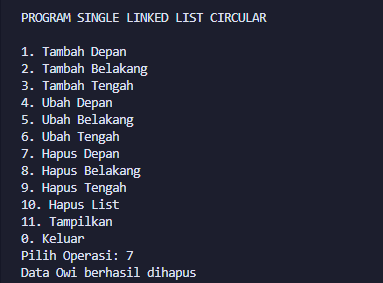 PROGRAM SINGLE LINKED LIST CIRCULAR
1. Tambah Depan
2. Tambah Belakang
3. Tambah Tengah
4. Ubah Depan
5. Ubah Belakang
6. Ubah Tengah
7. Hapus Depan
8. Hapus Belakang
9. Hapus Tengah
10. Hapus List
11. Tampilkan
0. Keluar
Pilih Operasi: 7
Data Owi berhasil dihapus